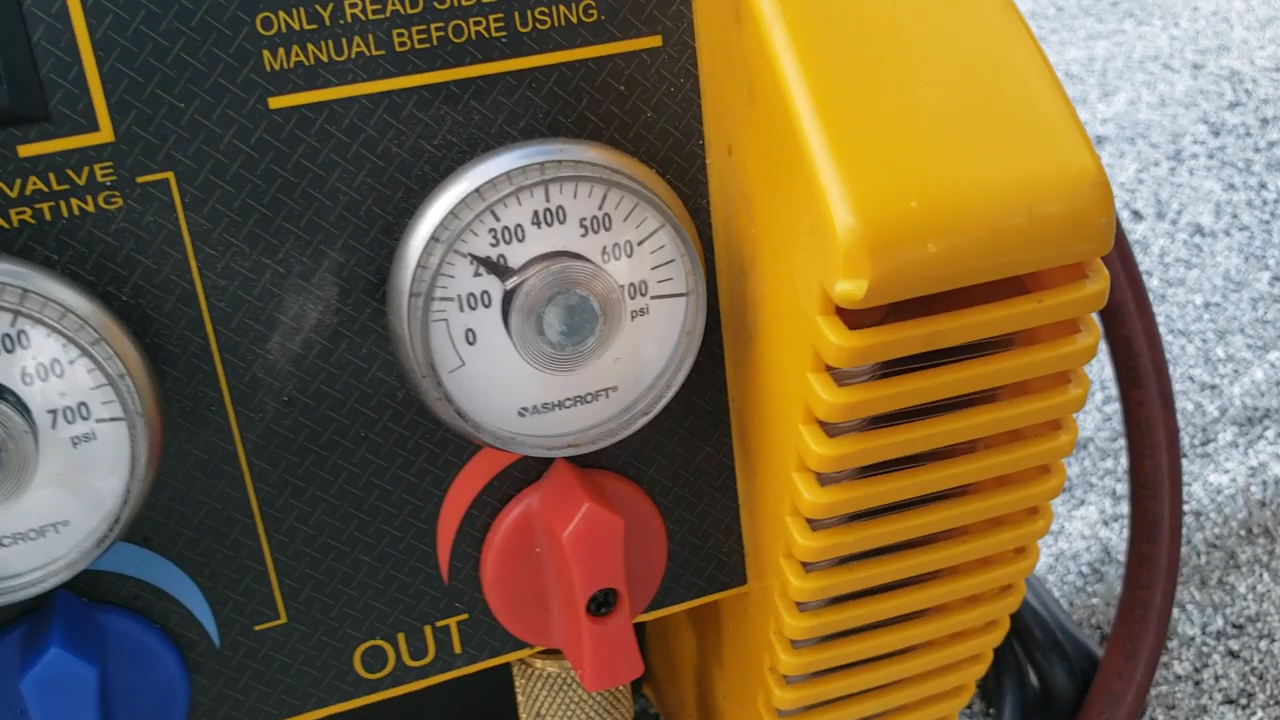 ONLY.READ
MANUAL BEFORE USING.
VALVE
ARTING
400
300
500
200
600
100
700
0
psi
ASHCROFT®
600
700
psi
CROFT®
OUT